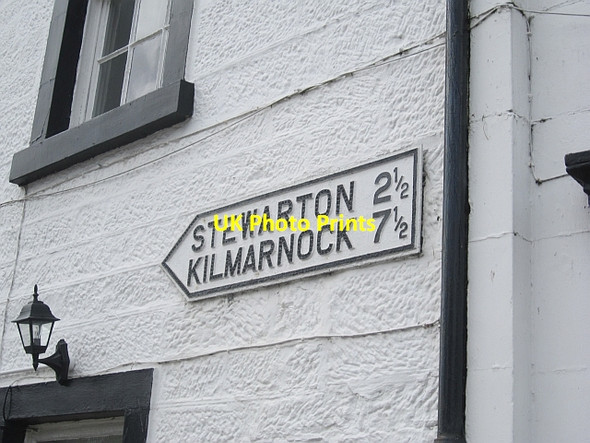 STEWARTON 2½
KILMARNOCK 7½
UK Photo Prints